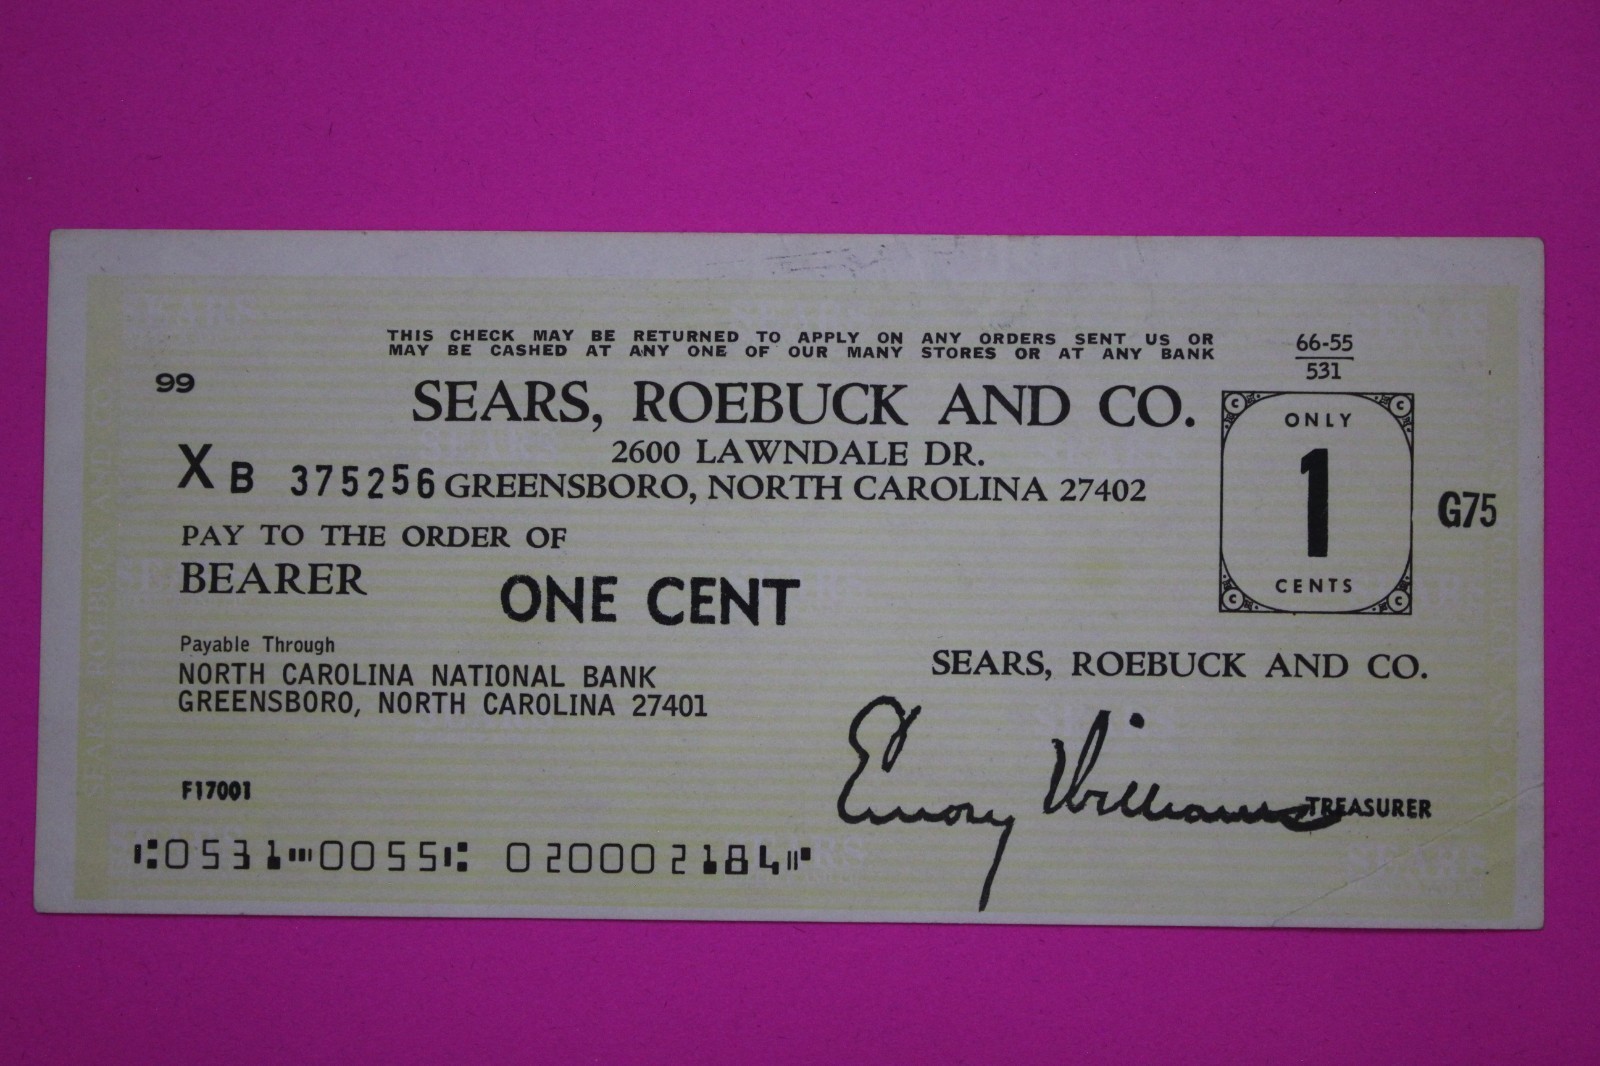 THIS CHECK MAY BE RETURNED TO APPLY ON ANY ORDERS SENT US OR
MAY BE CASHED AT ANY ONE OF OUR MANY STORES OR AT ANY BANK
66-55
531
99
SEARS, ROEBUCK AND CO.
2600 LAWNDALE DR.
X B 375256 GREENSBORO, NORTH CAROLINA 27402
ONLY
1
CENTS
G75
PAY TO THE ORDER OF
BEARER
ONE CENT
Payable Through
NORTH CAROLINA NATIONAL BANK
GREENSBORO, NORTH CAROLINA 27401
SEARS, ROEBUCK AND CO.
Emory Williams
TREASURER
F17001
⑆0531⑉0055⑆ 020002184⑈